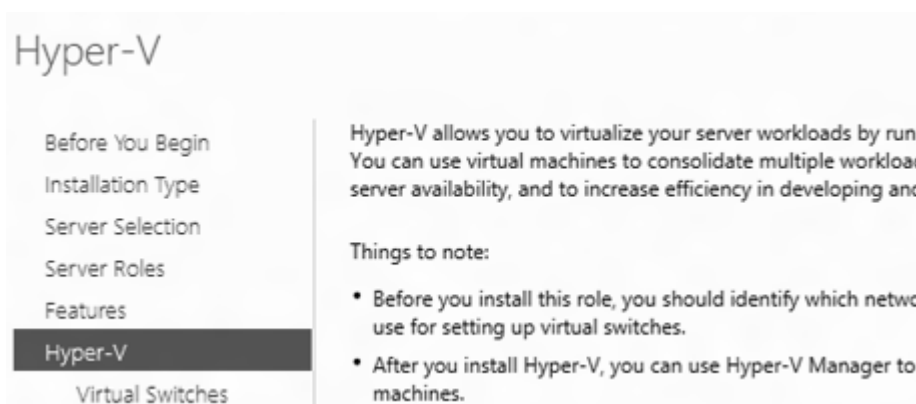 Hyper-V
Before You Begin
Installation Type
Server Selection
Server Roles
Features
Hyper-V
Virtual Switches
Hyper-V allows you to virtualize your server workloads by run
You can use virtual machines to consolidate multiple workloa
server availability, and to increase efficiency in developing and
Things to note:
• Before you install this role, you should identify which netwo
use for setting up virtual switches.
• After you install Hyper-V, you can use Hyper-V Manager to
machines.